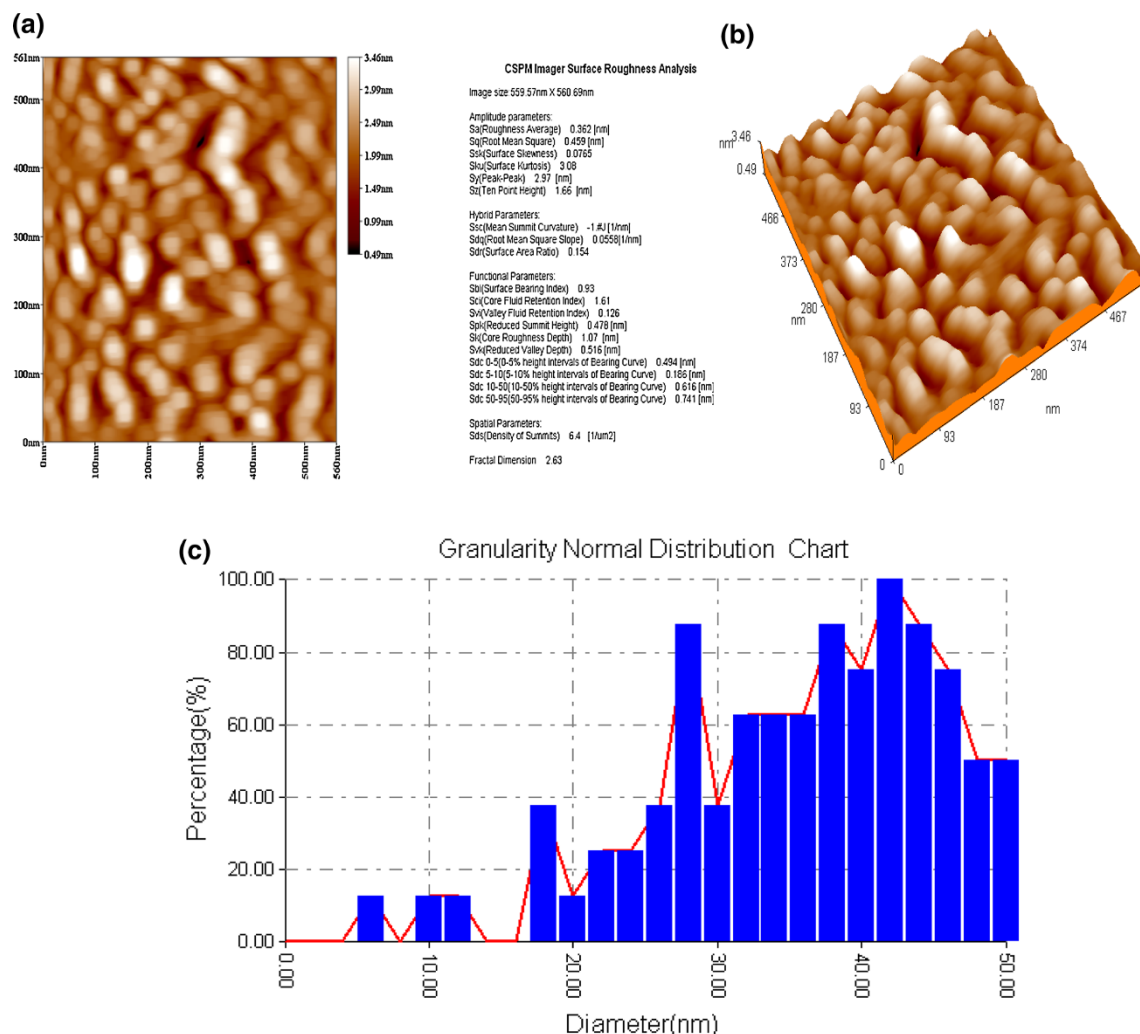 (a)
561nm
500nm
400nm
300nm
200nm
100nm
0nm
0nm
100nm
200nm
300nm
400nm
500nm
560nm
3.46nm
2.99nm
2.49nm
1.99nm
1.49nm
0.99nm
0.49nm
CSPM Imager Surface Roughness Analysis
Image size 559.57nm X 560.69nm
Amplitude parameters:
Sa(Roughness Average) 0.362 [nm]
Sq(Root Mean Square) 0.459 [nm]
Ssk(Surface Skewness) 0.0765
Sku(Surface Kurtosis) 3.08
Sy(Peak-Peak) 2.97 [nm]
Sz(Ten Point Height) 1.66 [nm]
Hybrid Parameters:
Ssc(Mean Summit Curvature) -1.#J [1/nm]
Sdq(Root Mean Square Slope) 0.0558[1/nm]
Sdr(Surface Area Ratio) 0.154
Functional Parameters:
Sbi(Surface Bearing Index) 0.93
Sci(Core Fluid Retention Index) 1.61
Svi(Valley Fluid Retention Index) 0.126
Spk(Reduced Summit Height) 0.478 [nm]
Sk(Core Roughness Depth) 1.07 [nm]
Svk(Reduced Valley Depth) 0.516 [nm]
Sdc 0-5(0-5% height intervals of Bearing Curve) 0.494 [nm]
Sdc 5-10(5-10% height intervals of Bearing Curve) 0.186 [nm]
Sdc 10-50(10-50% height intervals of Bearing Curve) 0.616 [nm]
Sdc 50-95(50-95% height intervals of Bearing Curve) 0.741 [nm]
Spatial Parameters:
Sds(Density of Summits) 6.4 [1/um2]
Fractal Dimension 2.63
(b)
3.46
nm
0.49
466
373
280
nm
187
93
0
0
93
187
nm
280
374
467
(c)
Granularity Normal Distribution Chart
Percentage(%)
100.00
80.00
60.00
40.00
20.00
0.00
0.00
10.00
20.00
30.00
40.00
50.00
Diameter(nm)